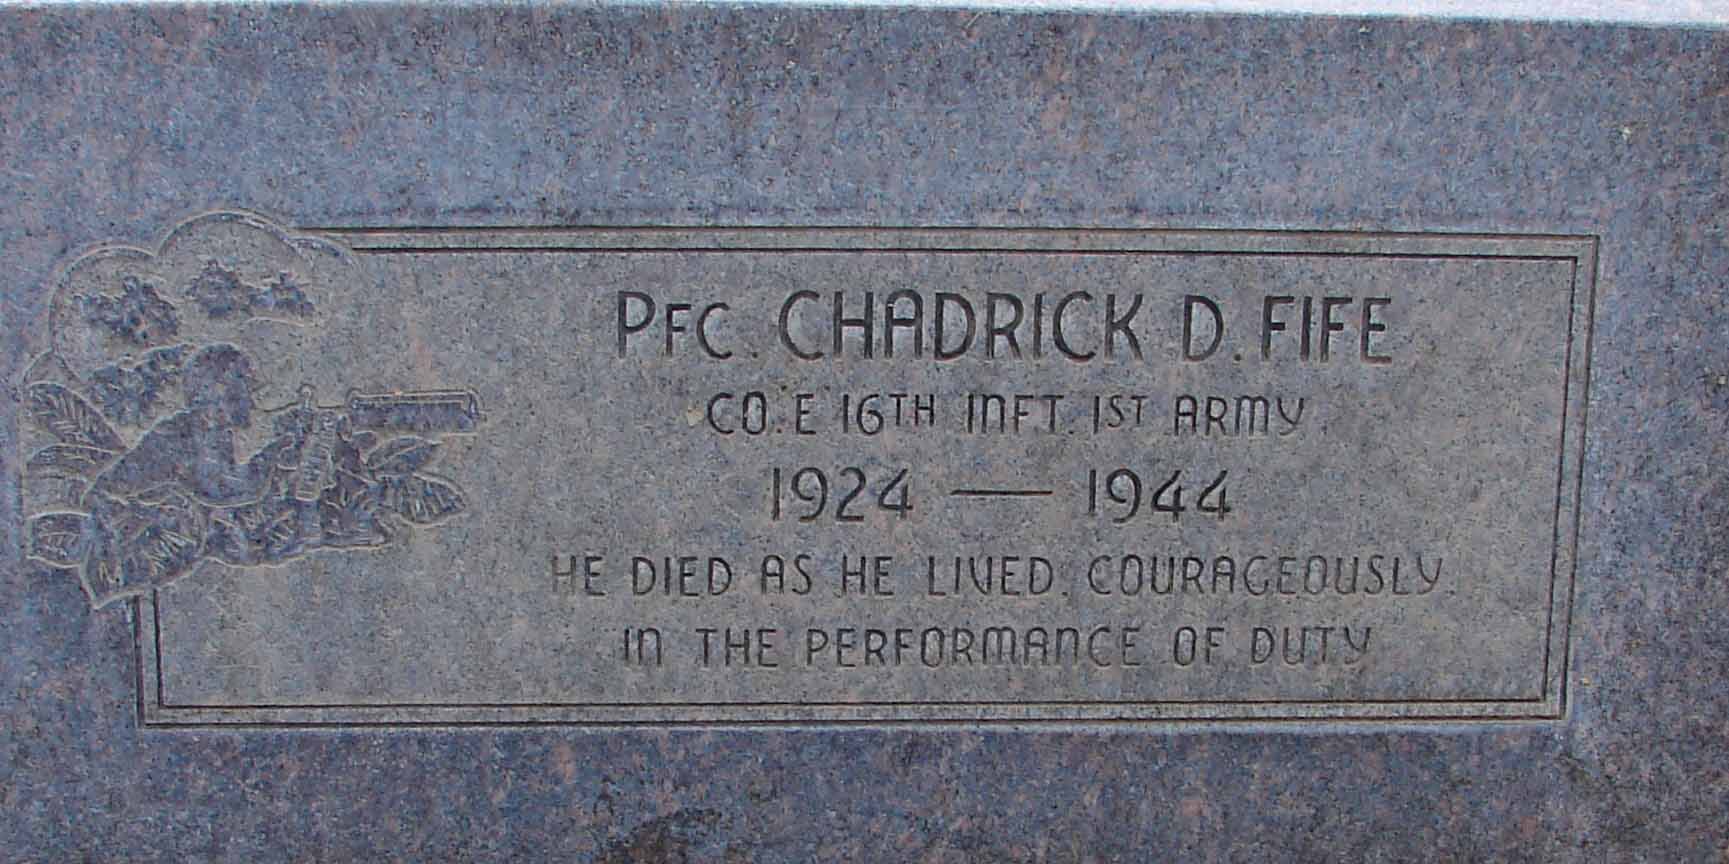 PFC. CHADRICK D. FIFE
CO. E 16TH INFT. 1ST ARMY
1924 — 1944
HE DIED AS HE LIVED. COURAGEOUSLY.
IN THE PERFORMANCE OF DUTY